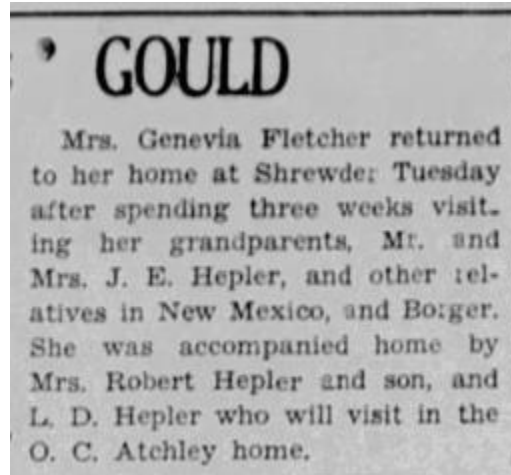 ' GOULD
Mrs. Genevia Fletcher returned
to her home at Shrewder Tuesday
after spending three weeks visit-
ing her grandparents, Mr. and
Mrs. J. E. Hepler, and other rel-
atives in New Mexico, and Borger.
She was accompanied home by
Mrs. Robert Hepler and son, and
L. D. Hepler who will visit in the
O. C. Atchley home.